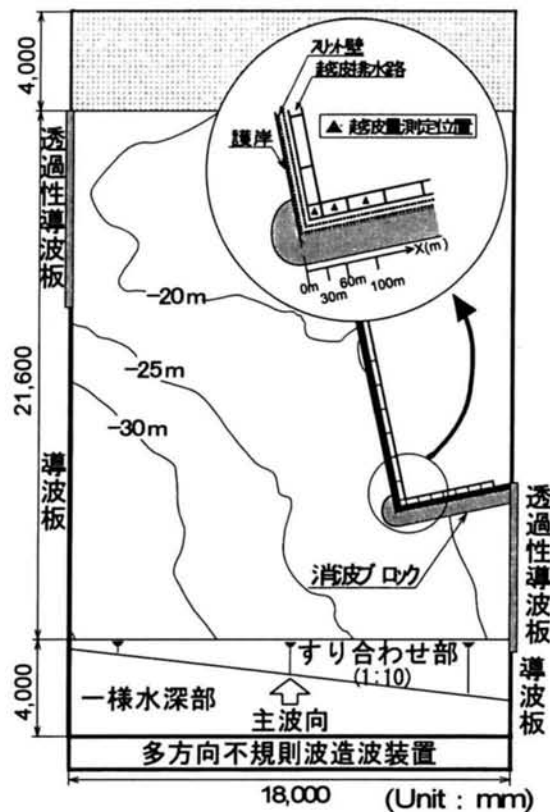 4,000
スリット壁
越波排水路
▲ 越波量測定位置
護岸
透過性導波板
X(m)
0m
30m
60m
100m
-20m
-25m
-30m
21,600
導波板
消波ブロック
透過性導波板
すり合わせ部
(1:10)
4,000
一様水深部
主波向
導波板
多方向不規則波造波装置
18,000
(Unit : mm)